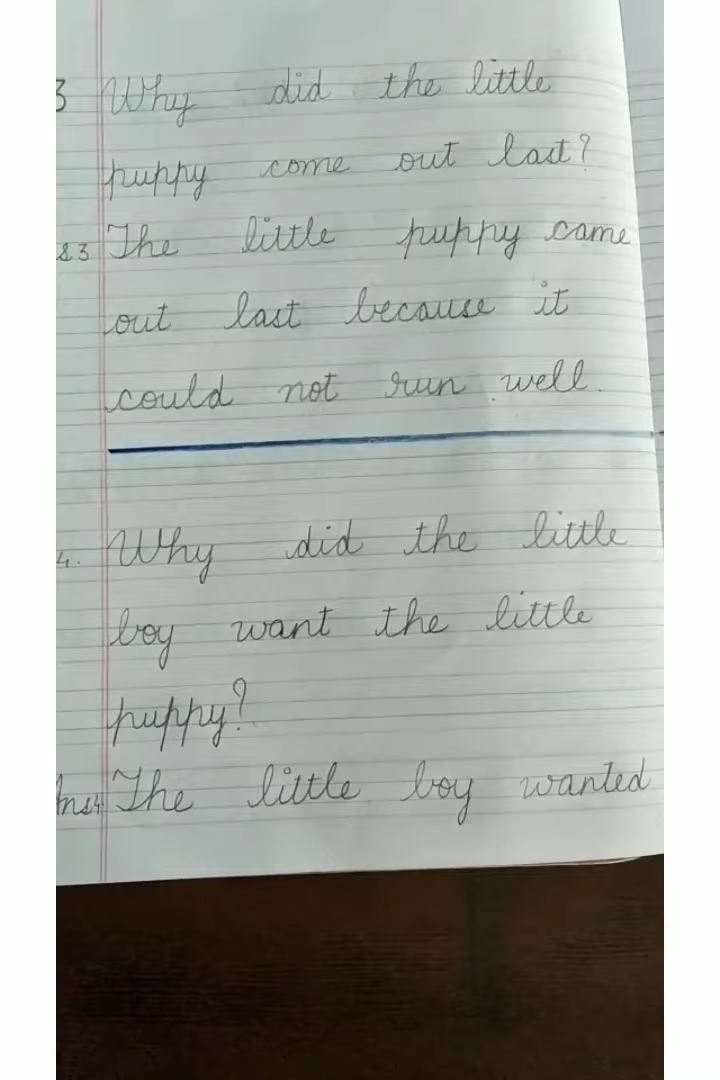 3 Why did the little
puppy come out last?
s3 The little puppy came
out last because it
could not run well.
4. Why did the little
boy want the little
puppy?
Ans4 The little boy wanted